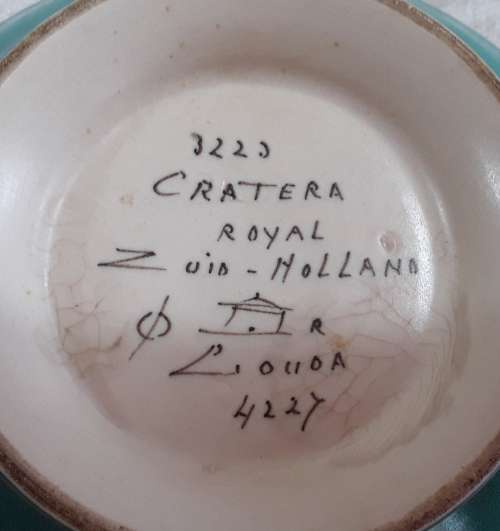 3223
CRATERA
ROYAL
ZUID-HOLLAND
R
GOUDA
4227